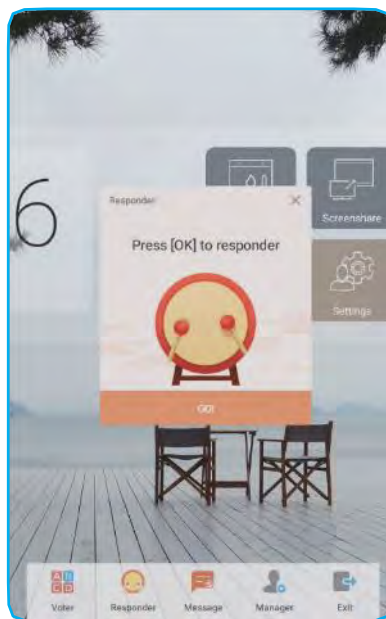 6
Responder
Screenshare
Press [OK] to responder
Settings
GO!
A B
C D
Voter
Responder
Message
Manager
Exit